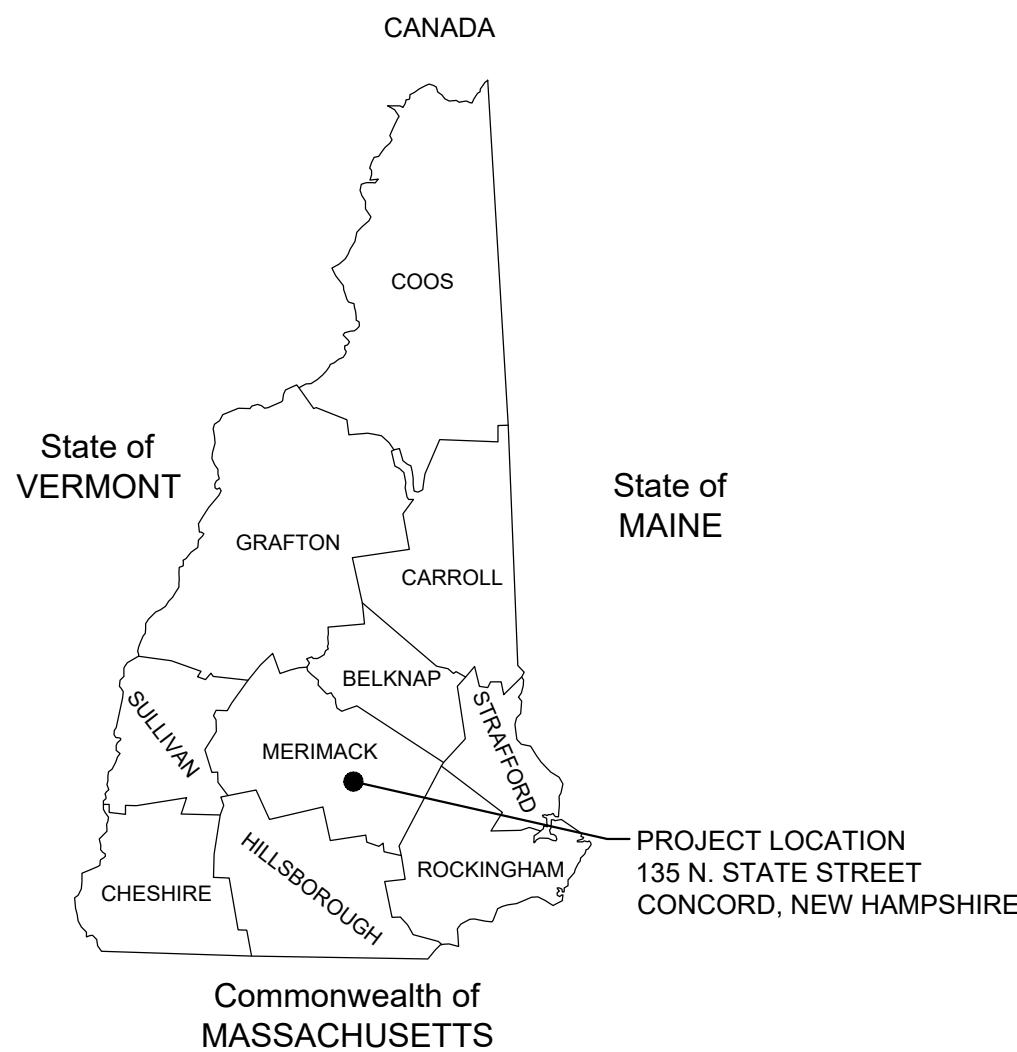 CANADA
COOS
State of
VERMONT
State of
MAINE
GRAFTON
CARROLL
BELKNAP
SULLIVAN
STRAFFORD
MERIMACK
PROJECT LOCATION
135 N. STATE STREET
CONCORD, NEW HAMPSHIRE
CHESHIRE
HILLSBOROUGH
ROCKINGHAM
Commonwealth of
MASSACHUSETTS